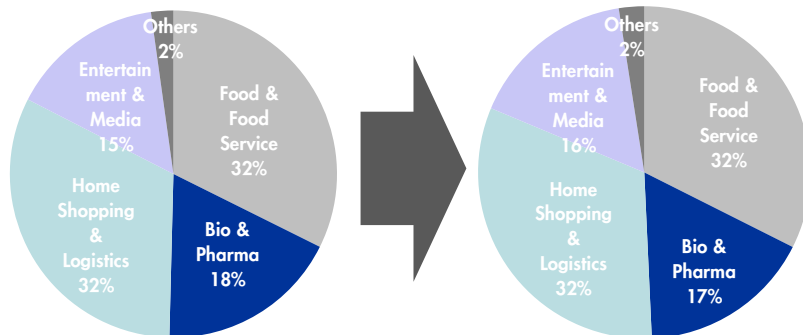 Others
2%
Food &
Food
Service
32%
Bio &
Pharma
18%
Home
Shopping
&
Logistics
32%
Entertain
ment &
Media
15%
Others
2%
Food &
Food
Service
32%
Bio &
Pharma
17%
Home
Shopping
&
Logistics
32%
Entertain
ment &
Media
16%